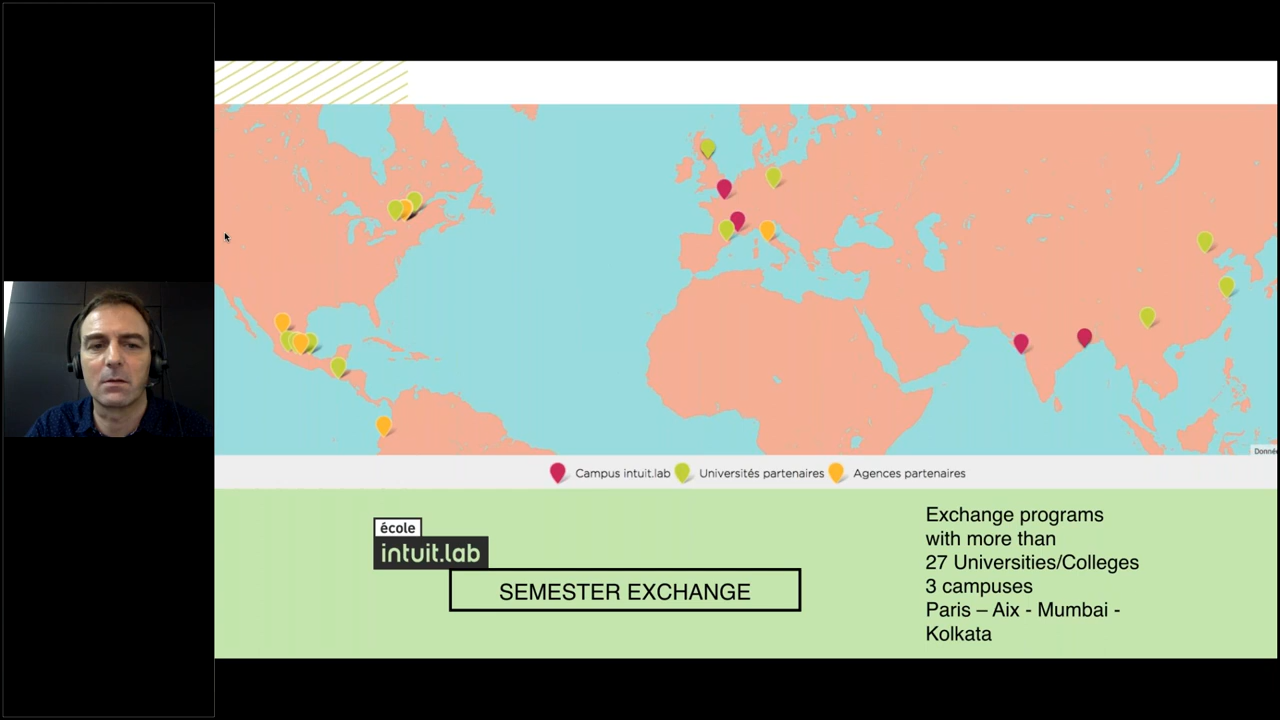 Donné
Campus intuit.lab Universités partenaires Agences partenaires
école
intuit.lab
SEMESTER EXCHANGE
Exchange programs
with more than
27 Universities/Colleges
3 campuses
Paris – Aix - Mumbai -
Kolkata